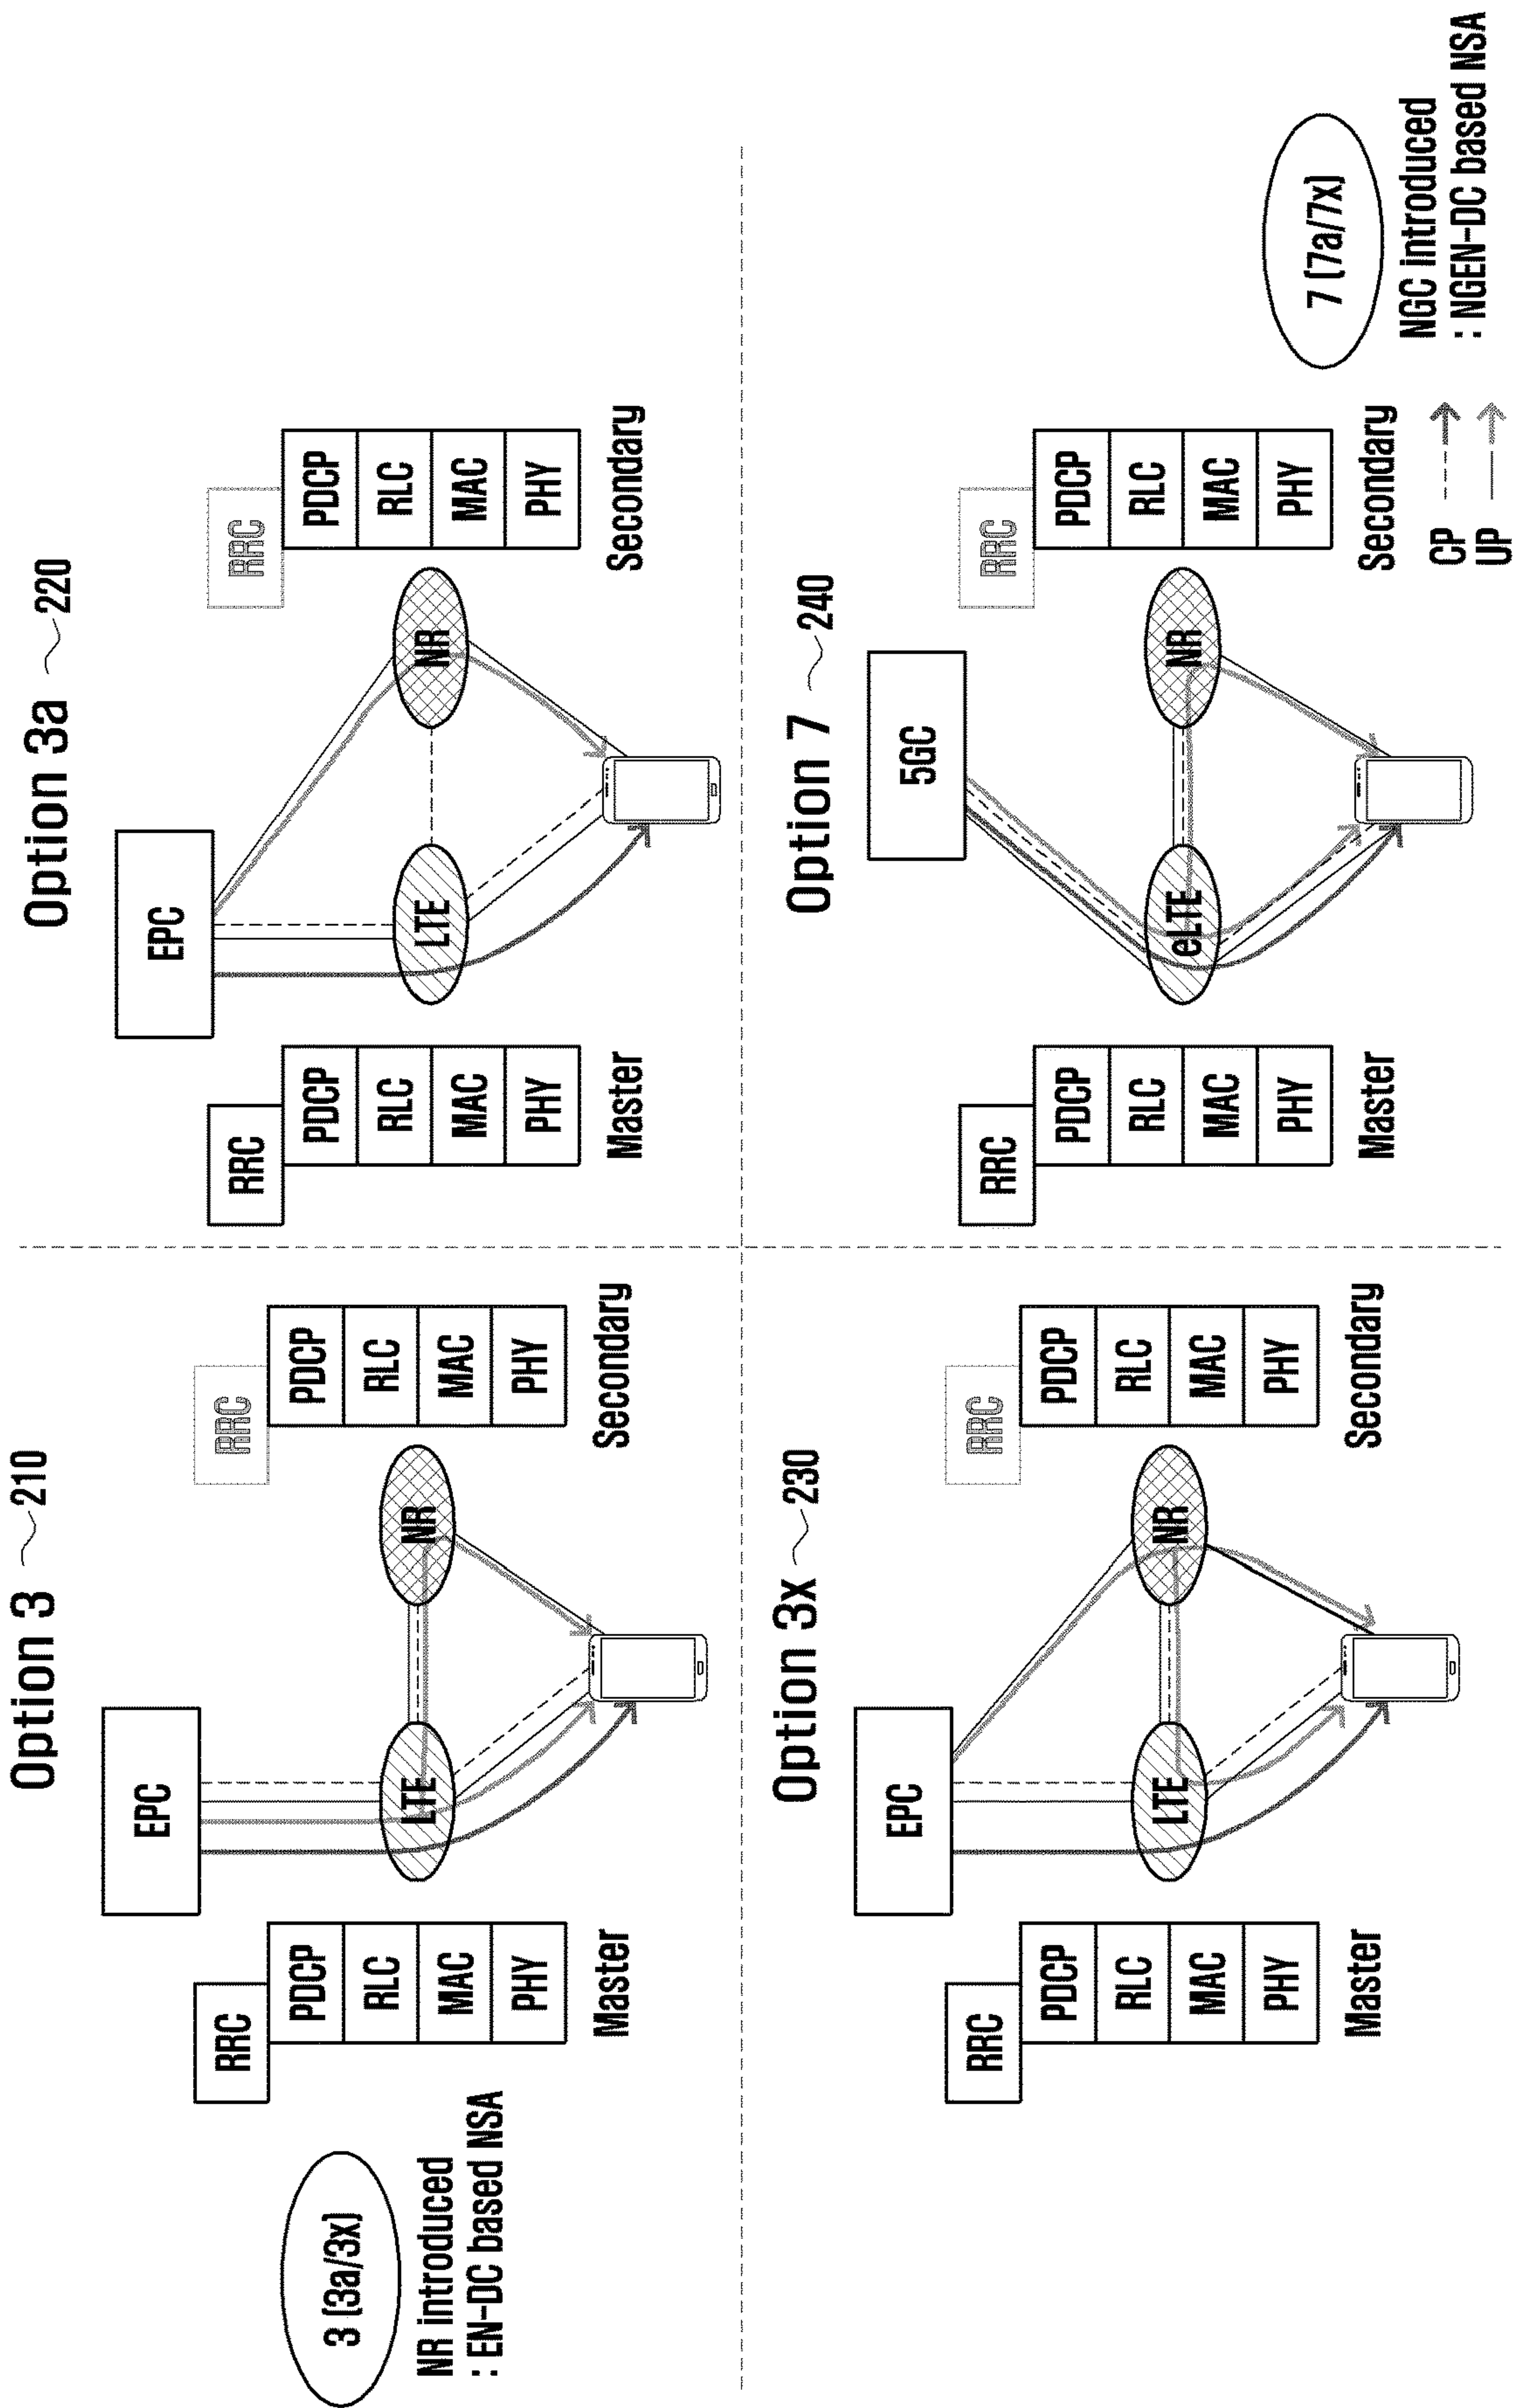 Option 3 ~210
3 (3a/3x)
NR introduced
: EN-DC based NSA
RRC
PDCP
RLC
MAC
PHY
Master
EPC
LTE
NR
RRC
PDCP
RLC
MAC
PHY
Secondary
Option 3a ~220
RRC
PDCP
RLC
MAC
PHY
Master
EPC
LTE
NR
RRC
PDCP
RLC
MAC
PHY
Secondary
Option 3x ~230
RRC
PDCP
RLC
MAC
PHY
Master
EPC
LTE
NR
RRC
PDCP
RLC
MAC
PHY
Secondary
Option 7 ~240
RRC
PDCP
RLC
MAC
PHY
Master
5GC
eLTE
NR
RRC
PDCP
RLC
MAC
PHY
Secondary
7 (7a/7x)
NGC introduced
: NGEN-DC based NSA
CP
UP